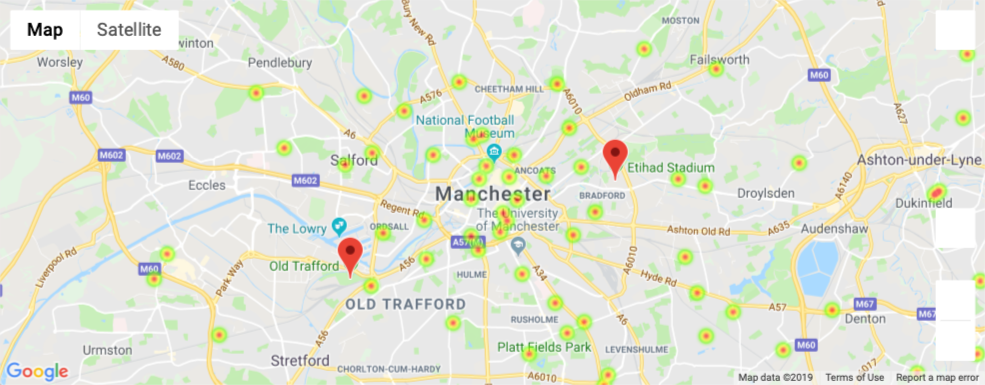 Map
Satellite
Bury New Rd
MOSTON
winton
Worsley
Pendlebury
A580
Failsworth
M60
M60
A576
CHEETHAM HILL
A6010
Oldham Rd
A627
National Football
Museum
A6
M602
M602
Salford
ANCOATS
Etihad Stadium
Ashton-under-Lyne
Eccles
M602
Manchester
BRADFORD
Droylsden
A6140
Dukinfield
Regent Rd
The University
of Manchester
The Lowry
ORDSALL
Ashton Old Rd
A635
Audenshaw
Liverpool Rd
A57(M)
Old Trafford
A56
M60
Park Way
HULME
A34
Hyde Rd
A6010
OLD TRAFFORD
A57
M67
Denton
M67
RUSHOLME
A6
A56
Urmston
Stretford
Platt Fields Park
LEVENSHULME
M60
A017
CHORLTON-CUM-HARDY
A6010
Google
Map data ©2019
Terms of Use
Report a map error